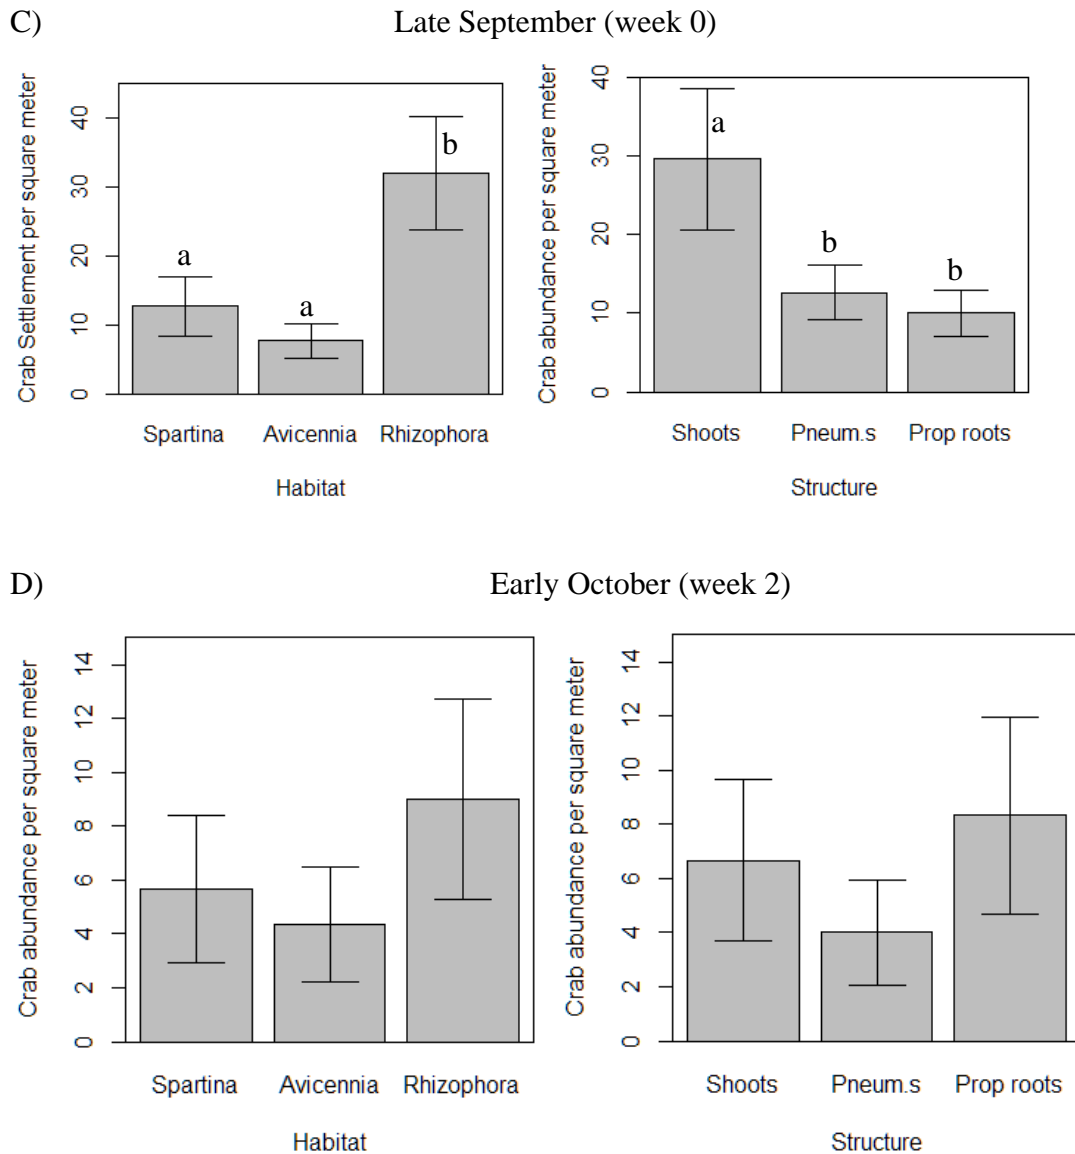 C)
Late September (week 0)
Crab Settlement per square meter
40
30
20
10
0
a
a
b
Spartina
Avicennia
Rhizophora
Habitat
Crab abundance per square meter
40
30
20
10
0
a
b
b
Shoots
Pneum.s
Prop roots
Structure
D)
Early October (week 2)
Crab abundance per square meter
14
12
10
8
6
4
2
0
Spartina
Avicennia
Rhizophora
Habitat
Crab abundance per square meter
14
12
10
8
6
4
2
0
Shoots
Pneum.s
Prop roots
Structure